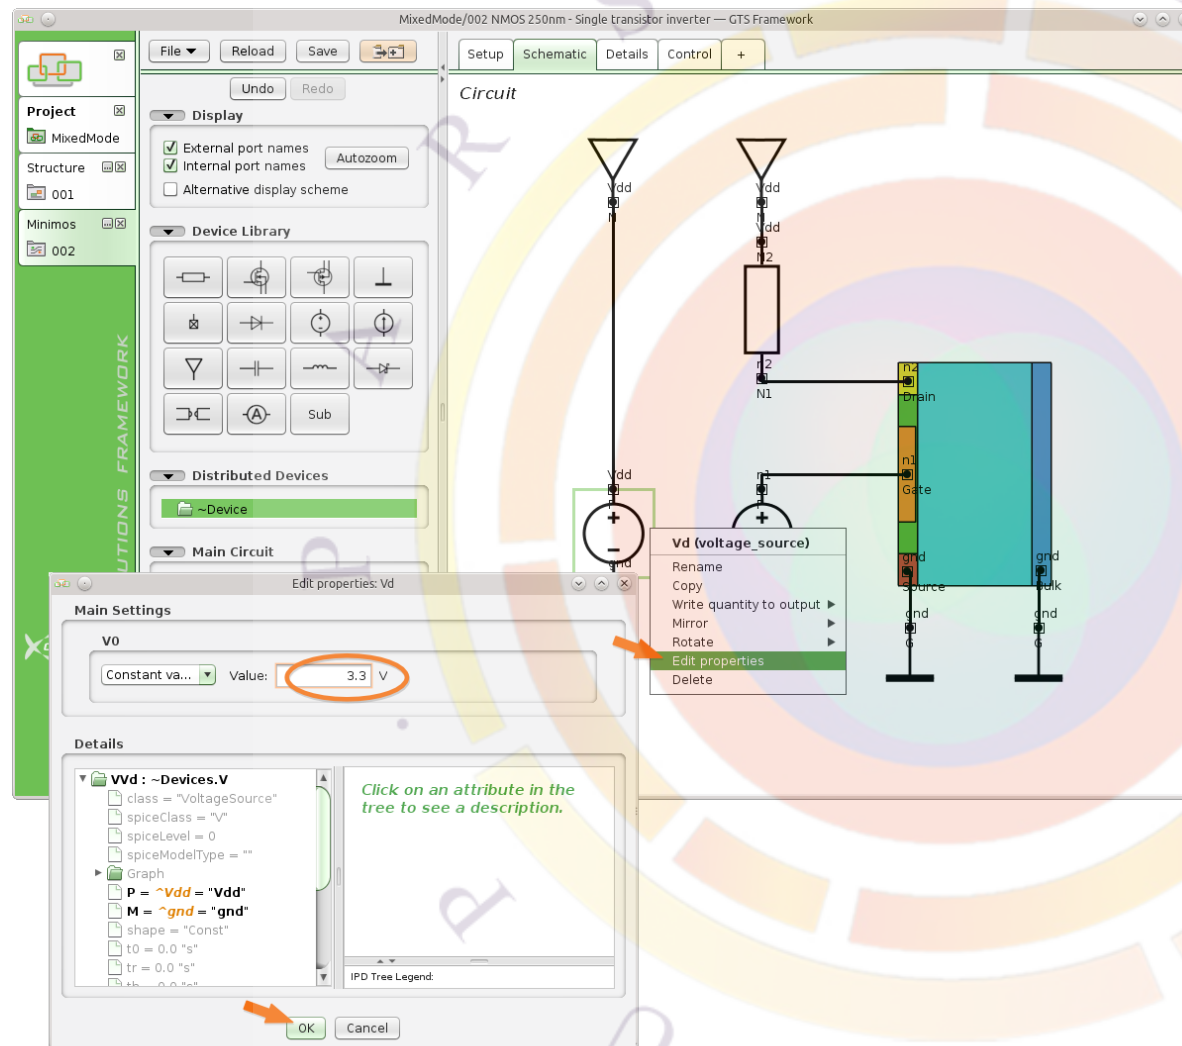 MixedMode/002 NMOS 250nm - Single transistor inverter — GTS Framework
File
Reload
Save
Undo
Redo
Setup
Schematic
Details
Control
+
Project
MixedMode
Structure
001
Minimos
002
UTIONS FRAMEWORK
Display
External port names
Internal port names
Autozoom
Alternative display scheme
Device Library
A
Sub
Distributed Devices
~Device
Main Circuit
Circuit
Vdd
N
Vdd
N
Vdd
N2
n2
N1
n2
Drain
n1
Gate
gnd
Source
gnd
Bulk
gnd
G
gnd
G
Vdd
+
–
gnd
n1
+
Vd (voltage_source)
Rename
Copy
Write quantity to output
Mirror
Rotate
Edit properties
Delete
Edit properties: Vd
Main Settings
V0
Constant va...
Value:
3.3
V
Details
VVd : ~Devices.V
class = "VoltageSource"
spiceClass = "V"
spiceLevel = 0
spiceModelType = ""
Graph
P = ^Vdd = "Vdd"
M = ^gnd = "gnd"
shape = "Const"
t0 = 0.0 "s"
tr = 0.0 "s"
Click on an attribute in the
tree to see a description.
IPD Tree Legend:
OK
Cancel